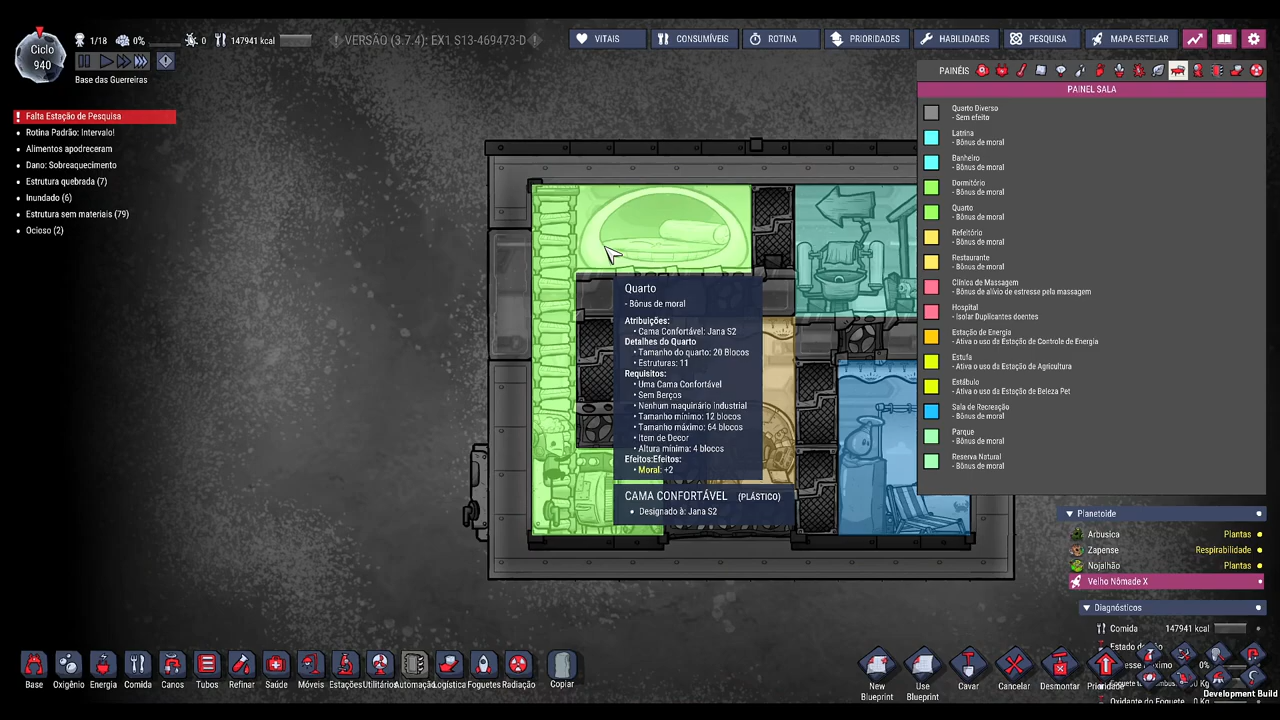 Ciclo
940
1/18
0%
0
147941 kcal
Base das Guerreiras
! VERSÃO (3.7.4): EX1 S13-469473-D !
VITAIS
CONSUMÍVEIS
ROTINA
PRIORIDADES
HABILIDADES
PESQUISA
MAPA ESTELAR
PAINÉIS
PAINEL SALA
! Falta Estação de Pesquisa
• Rotina Padrão: Intervalo!
• Alimentos apodreceram
• Dano: Sobreaquecimento
• Estrutura quebrada (7)
• Inundado (6)
• Estrutura sem materiais (79)
• Ocioso (2)
Quarto Diverso
- Sem efeito
Latrina
- Bônus de moral
Banheiro
- Bônus de moral
Dormitório
- Bônus de moral
Quarto
- Bônus de moral
Refeitório
- Bônus de moral
Restaurante
- Bônus de moral
Clínica de Massagem
- Bônus de alívio de estresse pela massagem
Hospital
- Isolar Duplicantes doentes
Estação de Energia
- Ativa o uso da Estação de Controle de Energia
Estufa
- Ativa o uso da Estação de Agricultura
Estábulo
- Ativa o uso da Estação de Beleza Pet
Sala de Recreação
- Bônus de moral
Parque
- Bônus de moral
Reserva Natural
- Bônus de moral
Quarto
- Bônus de moral
Atribuições:
• Cama Confortável: Jana S2
Detalhes do Quarto
• Tamanho do quarto: 20 Blocos
• Estruturas: 11
Requisitos:
• Uma Cama Confortável
• Sem Berços
• Nenhum maquinário industrial
• Tamanho mínimo: 12 blocos
• Tamanho máximo: 64 blocos
• Item de Decor
• Altura mínima: 4 blocos
Efeitos:Efeitos:
• Moral: +2
CAMA CONFORTÁVEL (PLÁSTICO)
• Designado à: Jana S2
Planetoide
Arbusica Plantas
Zapense Respirabilidade
Nojalhão Plantas
Velho Nômade X
Diagnósticos
Comida 147941 kcal
Base
Oxigênio
Energia
Comida
Canos
Tubos
Refinar
Saúde
Móveis
Estações
Utilitários
Automação
Logística
Foguetes
Radiação
Copiar
New
Blueprint
Use
Blueprint
Cavar
Cancelar
Desmontar
Prioridade
0%
Oxidante do Foguete 0 Kg
Development Build